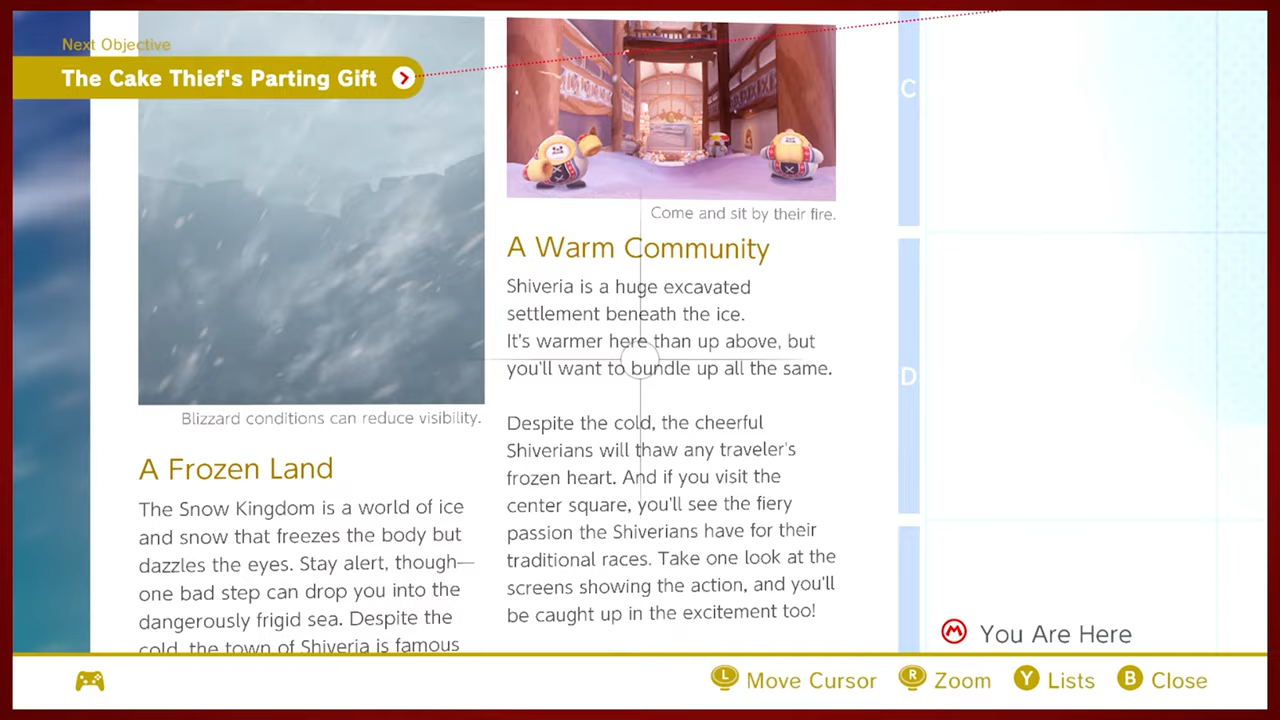 Next Objective
The Cake Thief's Parting Gift
Blizzard conditions can reduce visibility.
A Frozen Land
The Snow Kingdom is a world of ice
and snow that freezes the body but
dazzles the eyes. Stay alert, though—
one bad step can drop you into the
dangerously frigid sea. Despite the
cold, the town of Shiveria is famous
Come and sit by their fire.
A Warm Community
Shiveria is a huge excavated
settlement beneath the ice.
It's warmer here than up above, but
you'll want to bundle up all the same.
Despite the cold, the cheerful
Shiverians will thaw any traveler's
frozen heart. And if you visit the
center square, you'll see the fiery
passion the Shiverians have for their
traditional races. Take one look at the
screens showing the action, and you'll
be caught up in the excitement too!
C
D
M You Are Here
L Move Cursor R Zoom Y Lists B Close